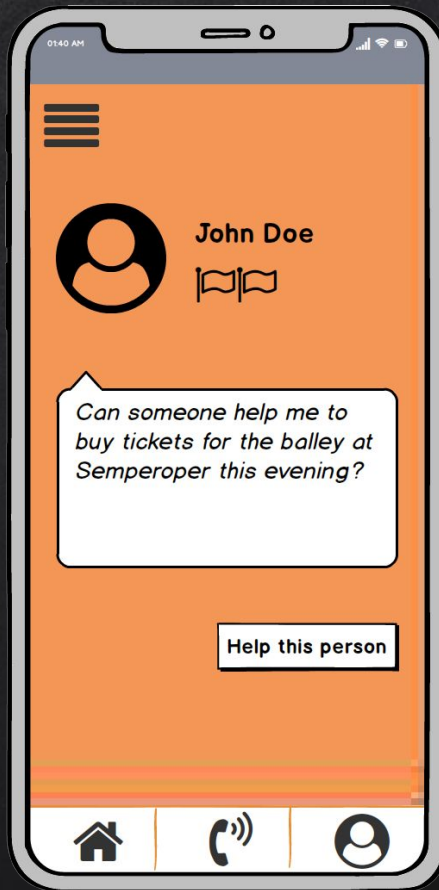 01:40 AM
John Doe
Can someone help me to
buy tickets for the balley at
Semperoper this evening?
Help this person